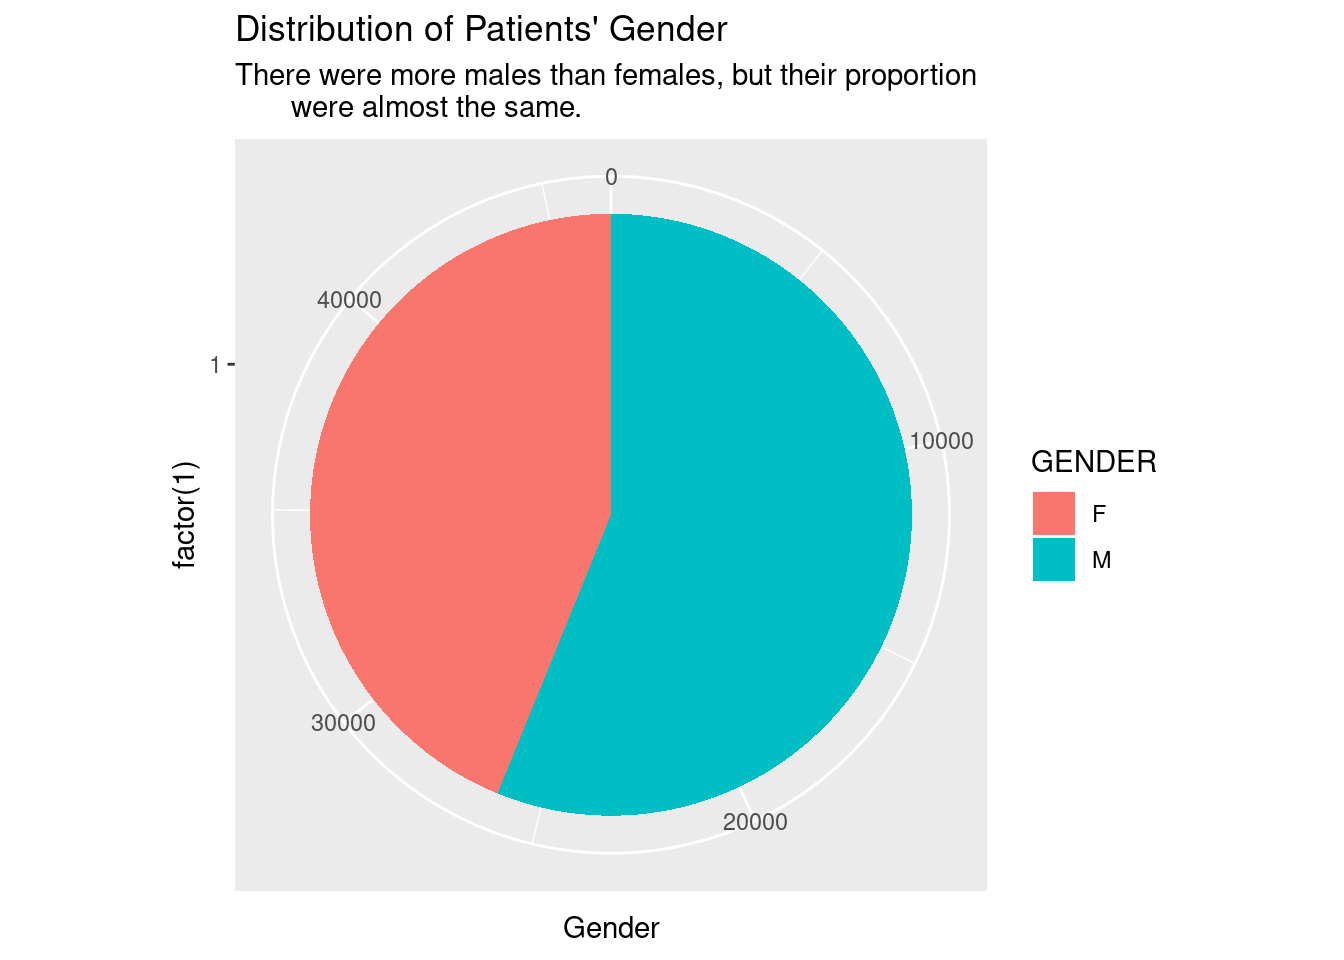 Distribution of Patients' Gender
There were more males than females, but their proportion
were almost the same.
0
40000
1
10000
factor(1)
GENDER
F
M
30000
20000
Gender